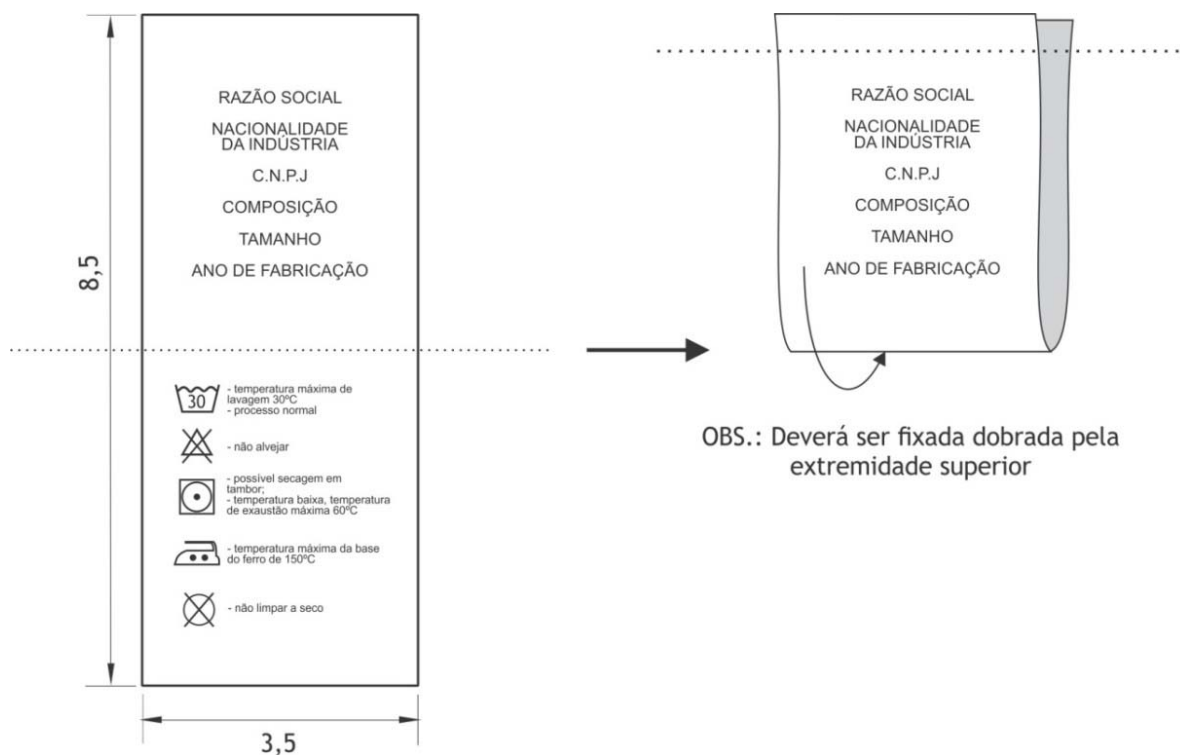 RAZÃO SOCIAL
NACIONALIDADE
DA INDÚSTRIA
C.N.P.J
COMPOSIÇÃO
TAMANHO
ANO DE FABRICAÇÃO
8,5
30
- temperatura máxima de
lavagem 30ºC
- processo normal
- não alvejar
- possível secagem em
tambor;
- temperatura baixa, temperatura
de exaustão máxima 60ºC
- temperatura máxima da base
do ferro de 150ºC
- não limpar a seco
3,5
RAZÃO SOCIAL
NACIONALIDADE
DA INDÚSTRIA
C.N.P.J
COMPOSIÇÃO
TAMANHO
ANO DE FABRICAÇÃO
OBS.: Deverá ser fixada dobrada pela
extremidade superior